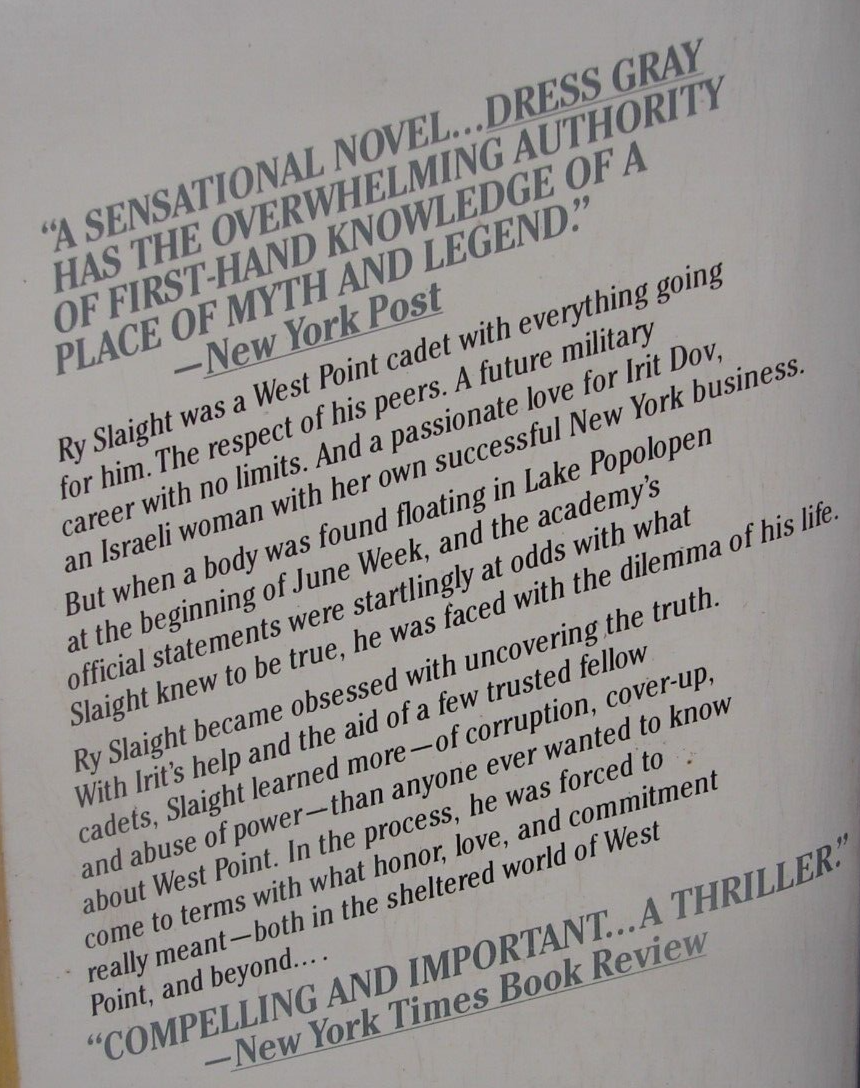 “A SENSATIONAL NOVEL...DRESS GRAY
HAS THE OVERWHELMING AUTHORITY
OF FIRST-HAND KNOWLEDGE OF A
PLACE OF MYTH AND LEGEND.”
—New York Post
Ry Slaight was a West Point cadet with everything going
for him. The respect of his peers. A future military
career with no limits. And a passionate love for Irit Dov,
an Israeli woman with her own successful New York business.
But when a body was found floating in Lake Popolopen
at the beginning of June Week, and the academy’s
official statements were startlingly at odds with what
Slaight knew to be true, he was faced with the dilemma of his life.
Ry Slaight became obsessed with uncovering the truth.
With Irit’s help and the aid of a few trusted fellow
cadets, Slaight learned more—of corruption, cover-up,
and abuse of power—than anyone ever wanted to know
about West Point. In the process, he was forced to
come to terms with what honor, love, and commitment
really meant—both in the sheltered world of West
Point, and beyond....
“COMPELLING AND IMPORTANT...A THRILLER.”
—New York Times Book Review